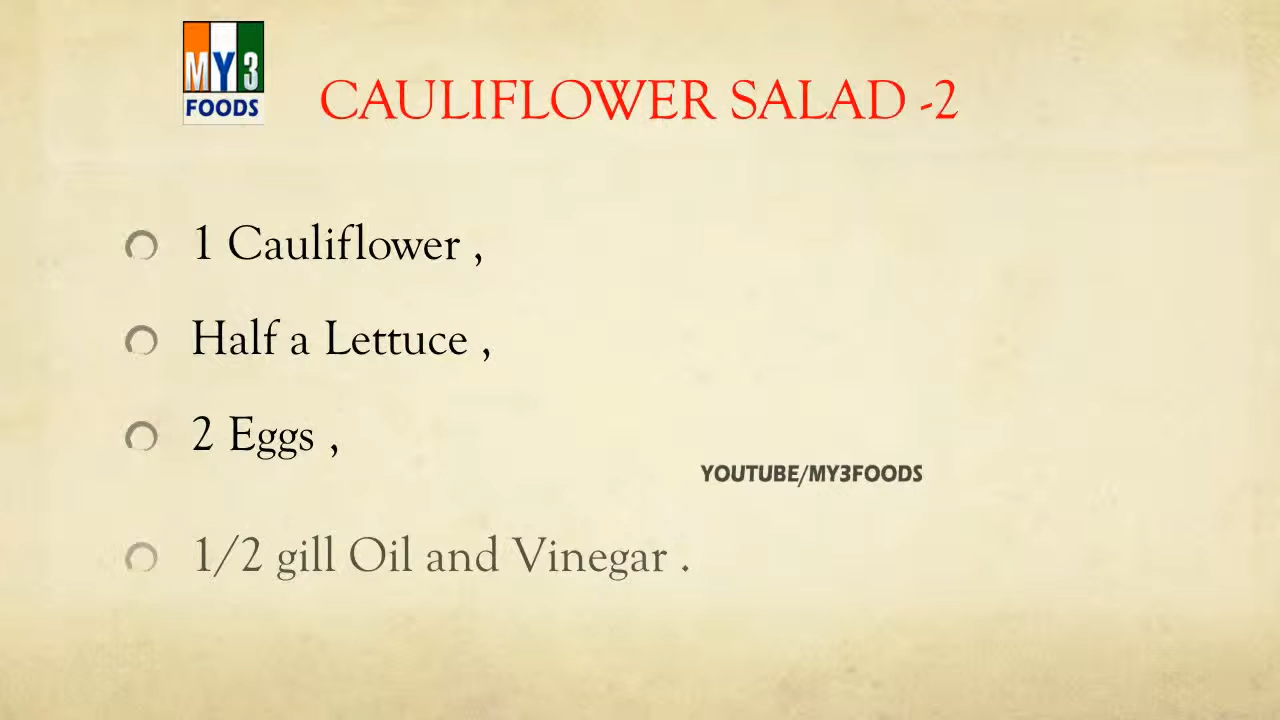 MY3
FOODS
CAULIFLOWER SALAD -2
1 Cauliflower ,
Half a Lettuce ,
2 Eggs ,
YOUTUBE/MY3FOODS
1/2 gill Oil and Vinegar .